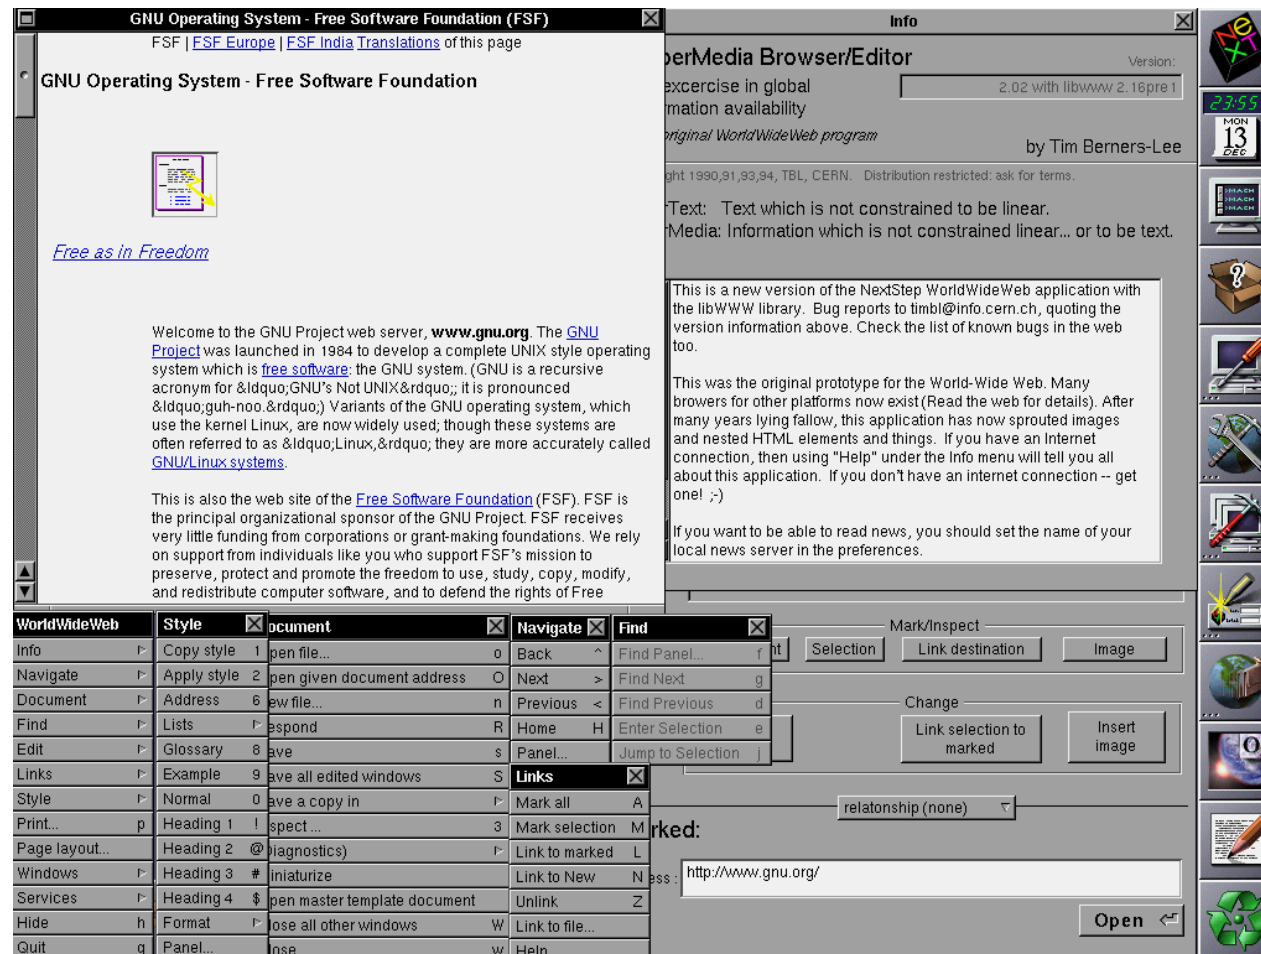 GNU Operating System - Free Software Foundation (FSF)
FSF | FSF Europe | FSF India Translations of this page
GNU Operating System - Free Software Foundation
Free as in Freedom
Welcome to the GNU Project web server, www.gnu.org. The GNU
Project was launched in 1984 to develop a complete UNIX style operating
system which is free software: the GNU system. (GNU is a recursive
acronym for &ldquo;GNU's Not UNIX&rdquo;; it is pronounced
&ldquo;guh-noo.&rdquo;) Variants of the GNU operating system, which
use the kernel Linux, are now widely used; though these systems are
often referred to as &ldquo;Linux,&rdquo; they are more accurately called
GNU/Linux systems.
This is also the web site of the Free Software Foundation (FSF). FSF is
the principal organizational sponsor of the GNU Project. FSF receives
very little funding from corporations or grant-making foundations. We rely
on support from individuals like you who support FSF's mission to
preserve, protect and promote the freedom to use, study, copy, modify,
and redistribute computer software, and to defend the rights of Free
Info
perMedia Browser/Editor
Version:
excercise in global
2.02 with libwww 2.16pre1
rmation availability
original WorldWideWeb program
by Tim Berners-Lee
ght 1990,91,93,94, TBL, CERN. Distribution restricted: ask for terms.
rText: Text which is not constrained to be linear.
rMedia: Information which is not constrained linear... or to be text.
This is a new version of the NextStep WorldWideWeb application with
the libWWW library. Bug reports to timbl@info.cern.ch, quoting the
version information above. Check the list of known bugs in the web
too.
This was the original prototype for the World-Wide Web. Many
browsers for other platforms now exist (Read the web for details). After
many years lying fallow, this application has now sprouted images
and nested HTML elements and things. If you have an Internet
connection, then using "Help" under the Info menu will tell you all
about this application. If you don't have an internet connection -- get
one! ;-)
If you want to be able to read news, you should set the name of your
local news server in the preferences.
WorldWideWeb
Info
Navigate
Document
Find
Edit
Links
Style
Print... p
Page layout...
Windows
Services
Hide h
Quit q
Style
Copy style 1
Apply style 2
Address 6
Lists
Glossary 8
Example 9
Normal 0
Heading 1 !
Heading 2 @
Heading 3 #
Heading 4 $
Format
Panel...
ocument
pen file... o
pen given document address O
ew file... n
espond R
ave s
ave all edited windows S
ave a copy in
spect ... 3
iagnostics)
iniaturize
pen master template document
lose all other windows W
lose w
Navigate
Back ^
Next >
Previous <
Home H
Panel...
Find
Find Panel... f
Find Next g
Find Previous d
Enter Selection e
Jump to Selection j
Links
Mark all A
Mark selection M
Link to marked L
Link to New N
Unlink Z
Link to file...
Help
Mark/Inspect
nt
Selection
Link destination
Image
Change
Link selection to
marked
Insert
image
relatonship (none)
rked:
ess : http://www.gnu.org/
Open
NeXT
23:55
MON
13
DEC
>MACH
>MACH
>MACH
?
O